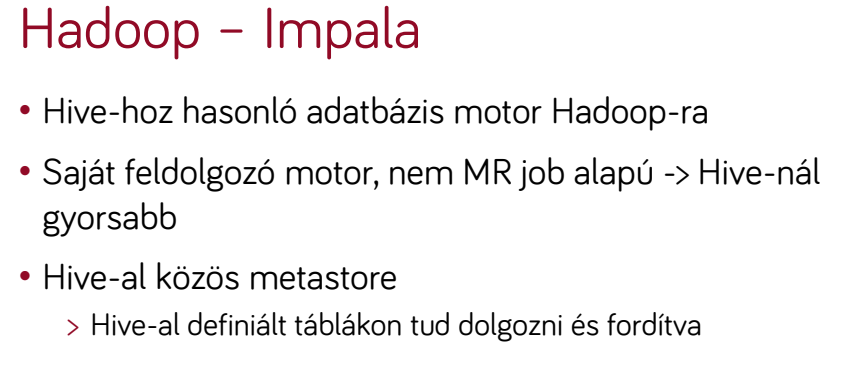 Hadoop – Impala
• Hive-hoz hasonló adatbázis motor Hadoop-ra
• Saját feldolgozó motor, nem MR job alapú -> Hive-nál
gyorsabb
• Hive-al közös metastore
> Hive-al definiált táblákon tud dolgozni és fordítva